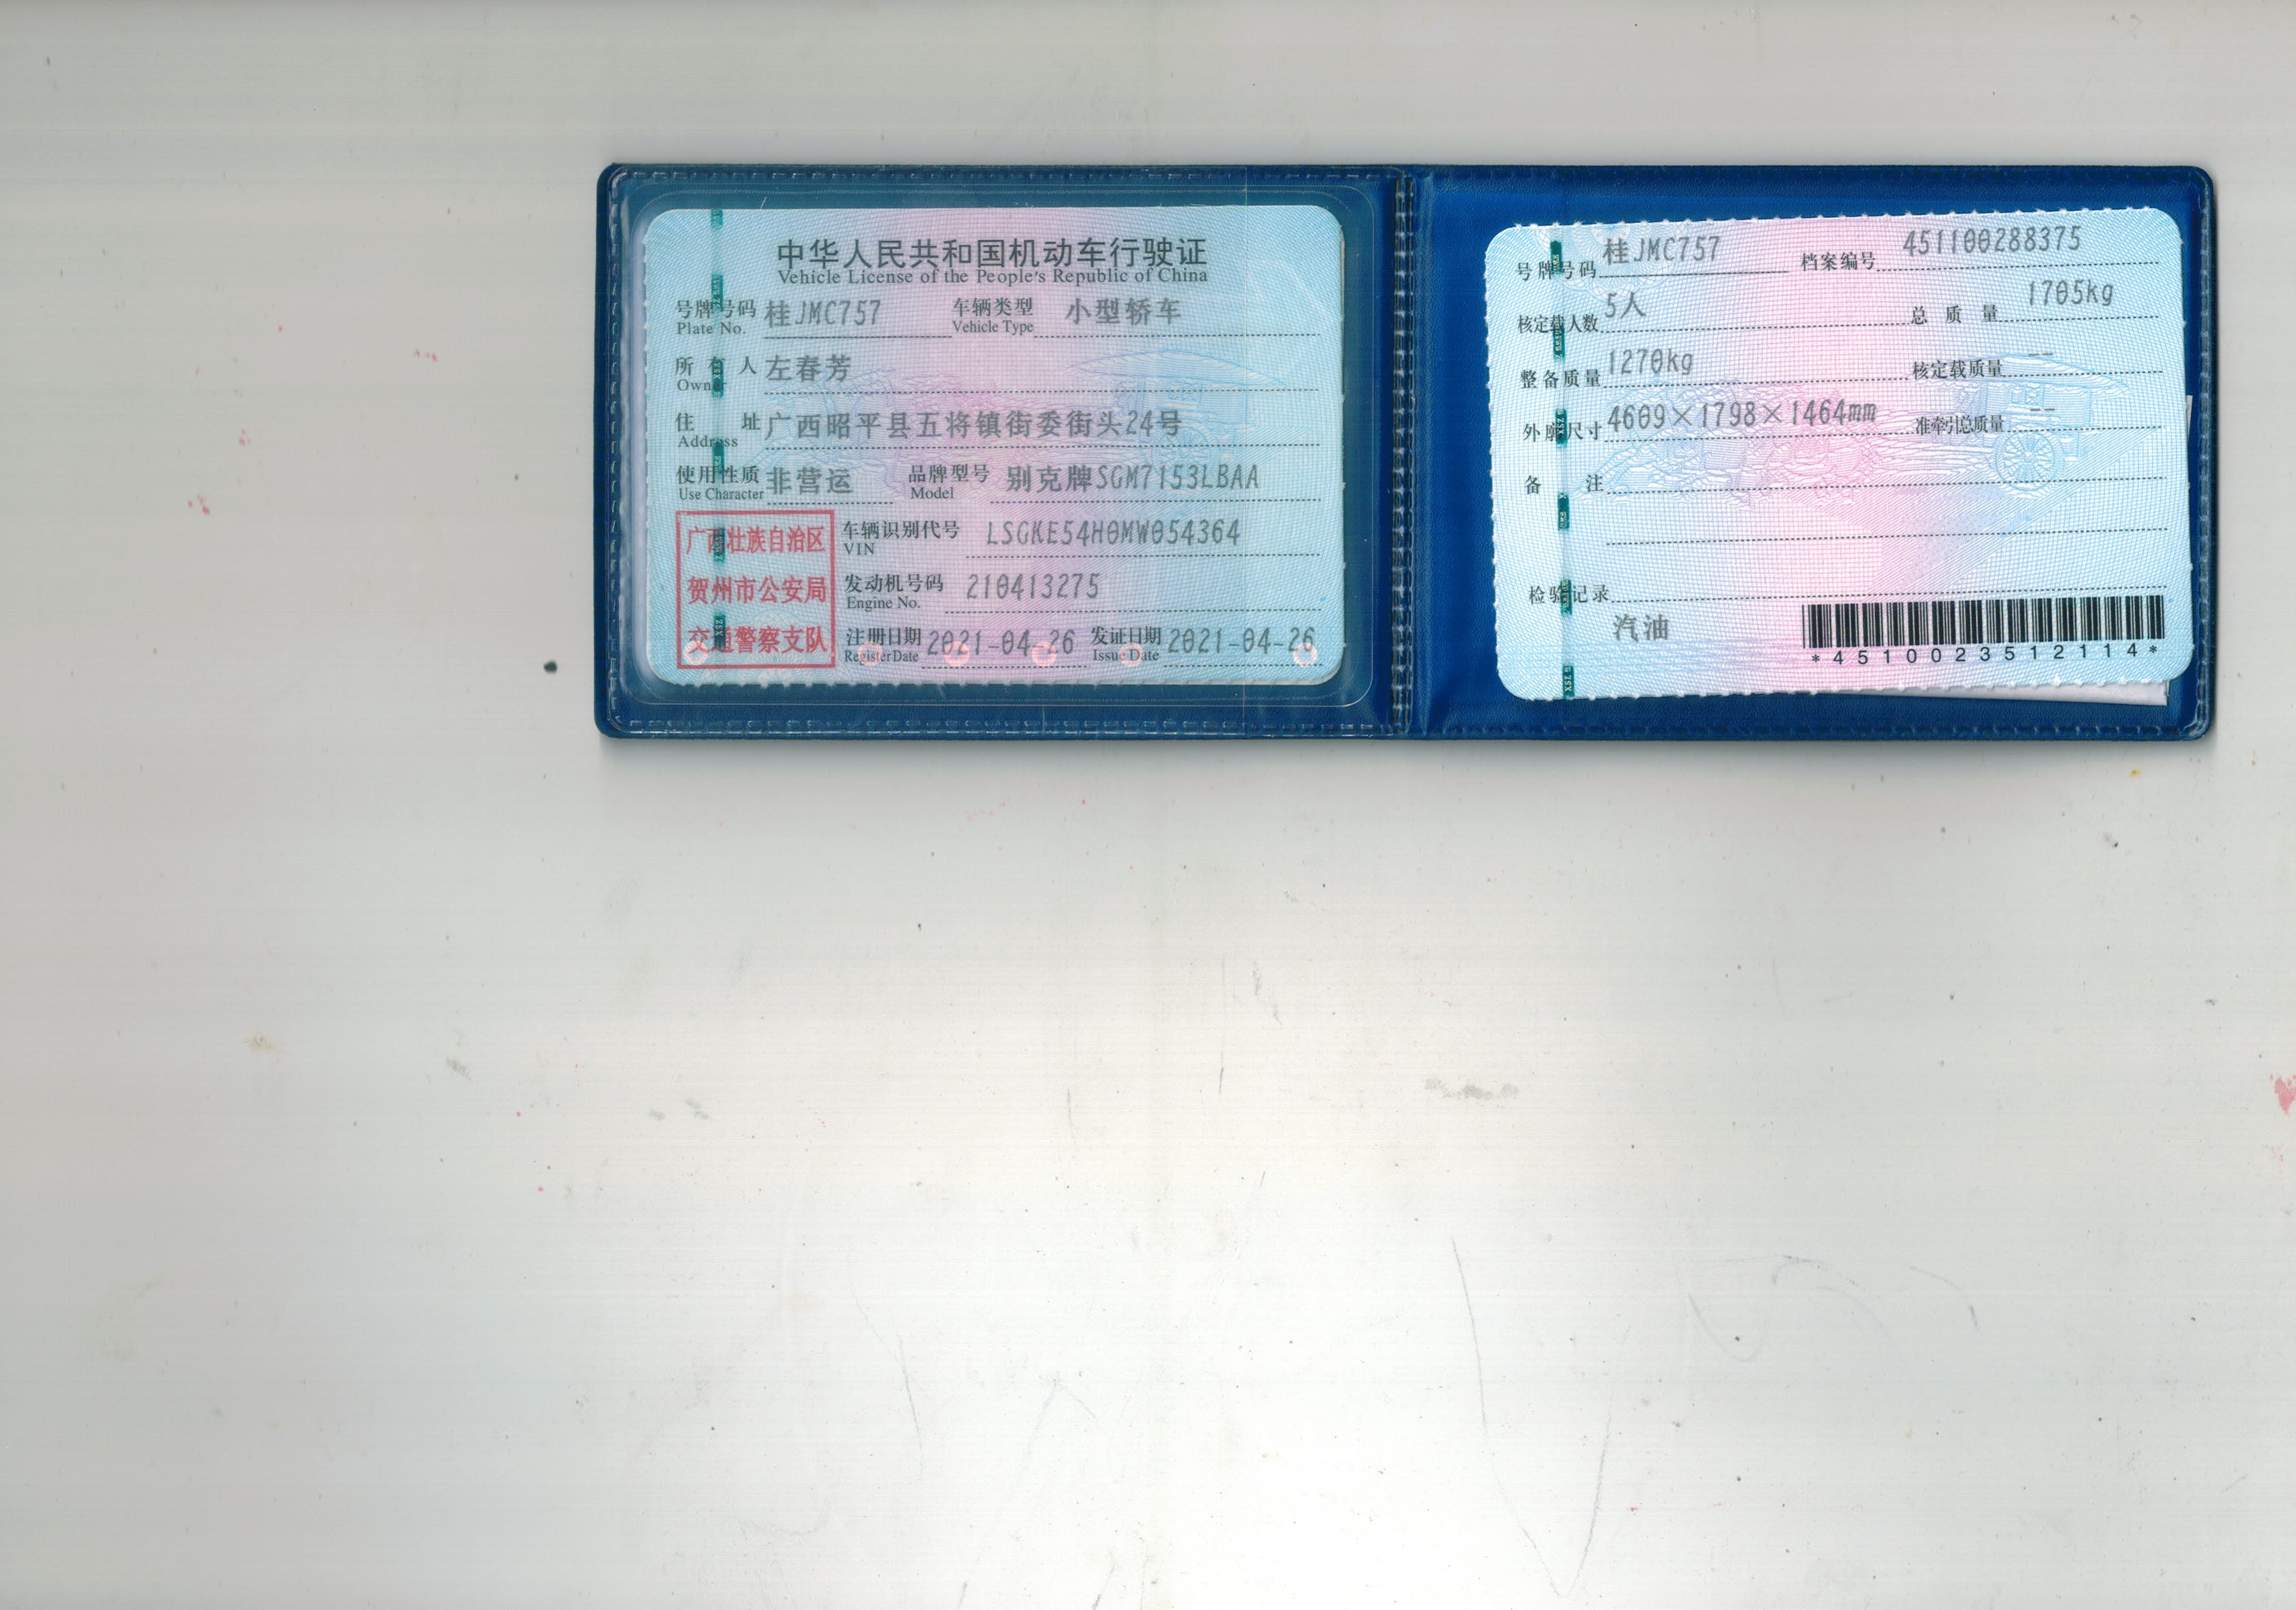 中华人民共和国机动车行驶证
Vehicle License of the People's Republic of China
号牌号码 桂JMC757 车辆类型 小型轿车
Plate No. Vehicle Type
所有人 左春芳
Owner
住址 广西昭平县五将镇街委街头24号
Address
使用性质 非营运 品牌型号 别克牌SGM7153LBAA
Use Character Model
广西壮族自治区
贺州市公安局
交通警察支队
车辆识别代号 LSGKE54H0MW054364
VIN
发动机号码 210413275
Engine No.
注册日期 2021-04-26 发证日期 2021-04-26
Register Date Issue Date
号牌号码 桂JMC757 档案编号 451100288375
核定载人数 5人 总质量 1705kg
整备质量 1270kg 核定载质量 --
外廓尺寸 4609×1798×1464mm 准牵引总质量 --
备注
检验记录
汽油
*4510023512114*